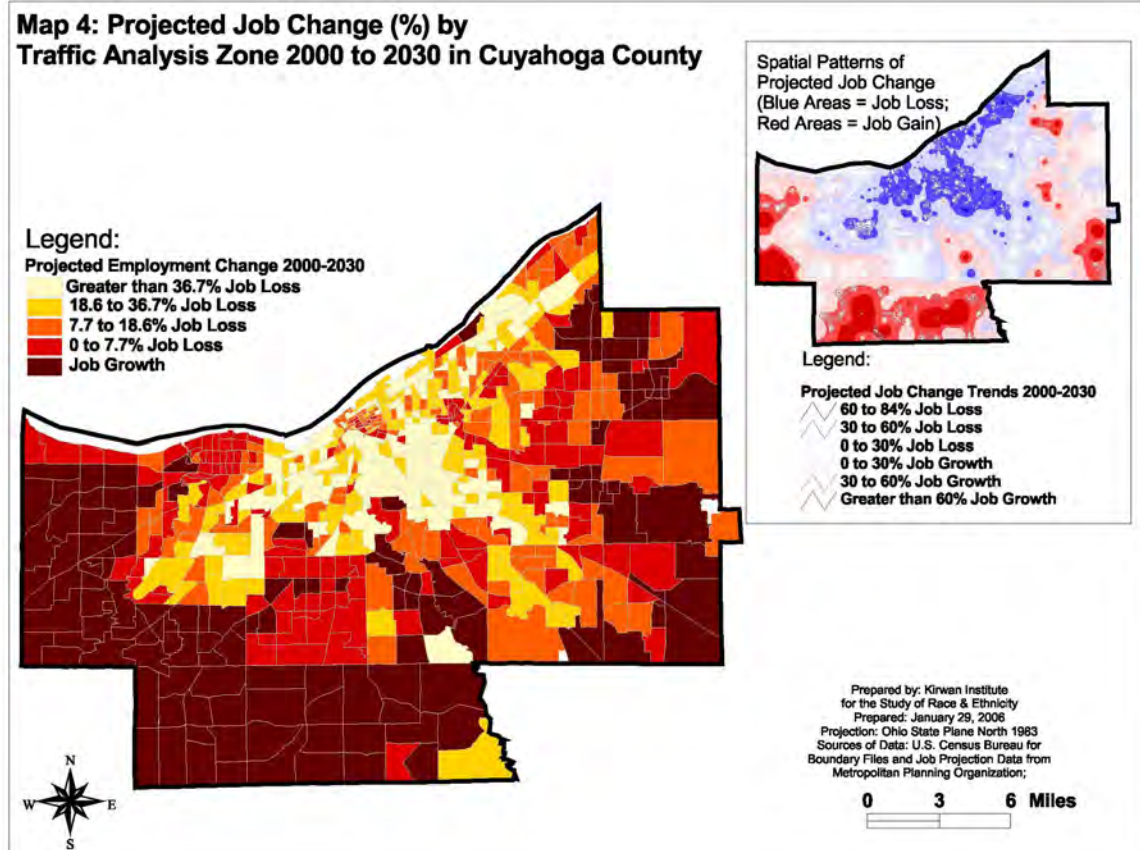 Map 4: Projected Job Change (%) by
Traffic Analysis Zone 2000 to 2030 in Cuyahoga County
Spatial Patterns of
Projected Job Change
(Blue Areas = Job Loss;
Red Areas = Job Gain)
Legend:
Projected Employment Change 2000-2030
Greater than 36.7% Job Loss
18.6 to 36.7% Job Loss
7.7 to 18.6% Job Loss
0 to 7.7% Job Loss
Job Growth
Legend:
Projected Job Change Trends 2000-2030
60 to 84% Job Loss
30 to 60% Job Loss
0 to 30% Job Loss
0 to 30% Job Growth
30 to 60% Job Growth
Greater than 60% Job Growth
Prepared by: Kirwan Institute
for the Study of Race & Ethnicity
Prepared: January 29, 2006
Projection: Ohio State Plane North 1983
Sources of Data: U.S. Census Bureau for
Boundary Files and Job Projection Data from
Metropolitan Planning Organization;
N
W E
S
0 3 6 Miles